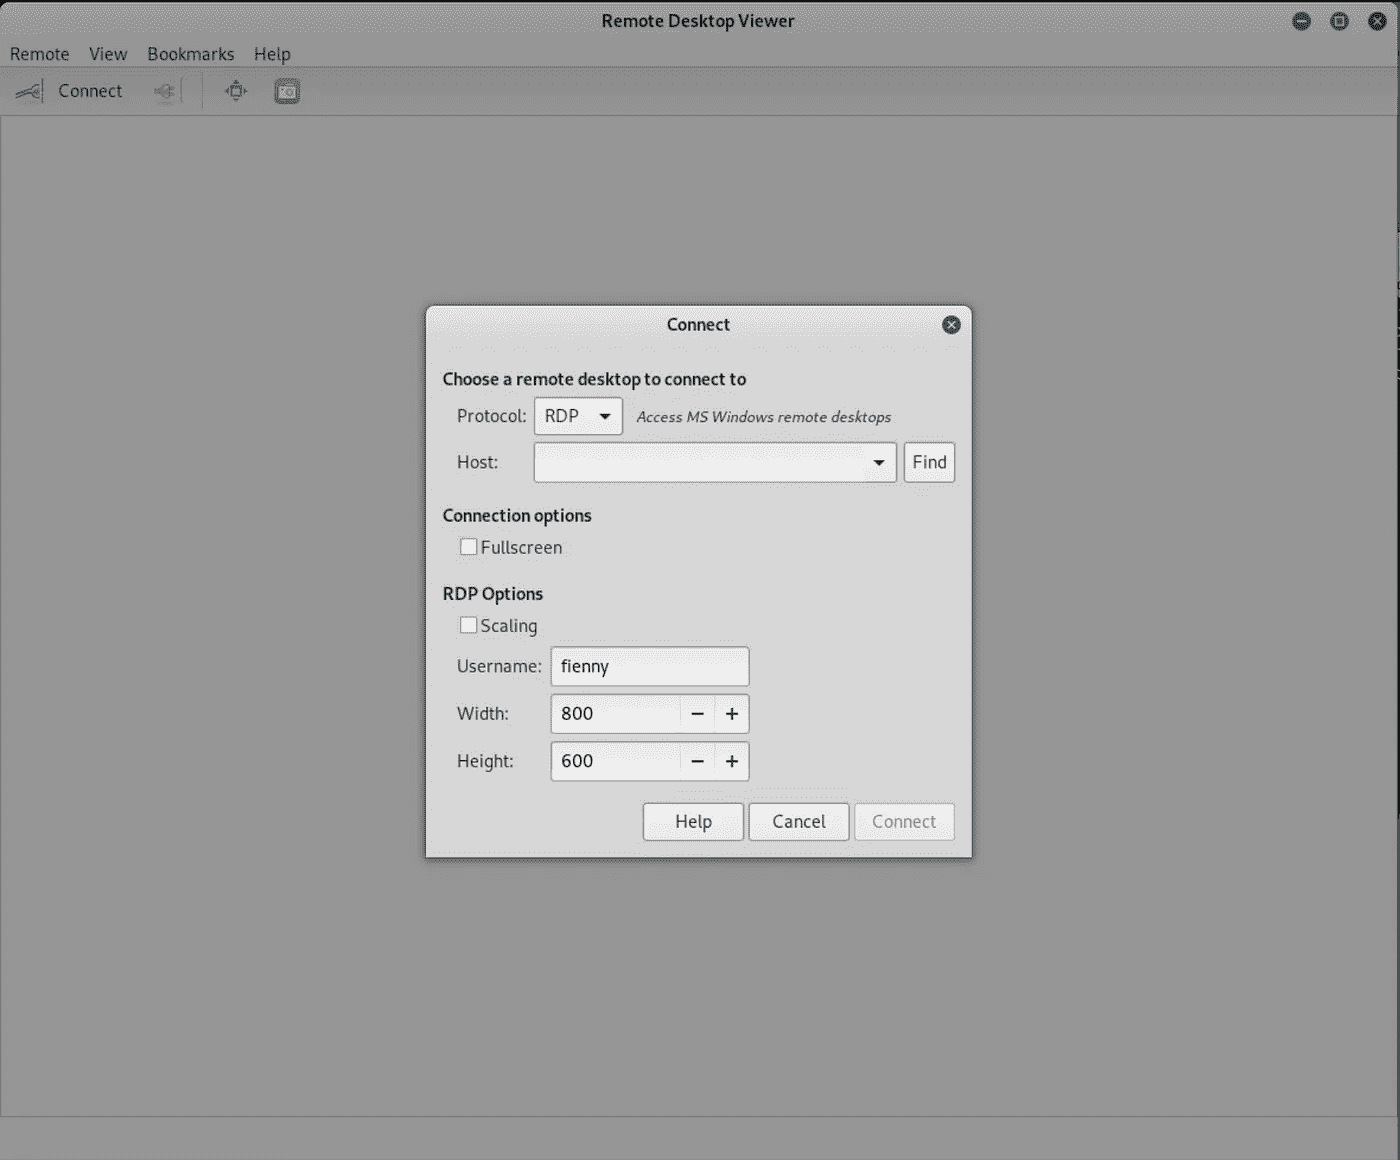 Remote Desktop Viewer
Remote View Bookmarks Help
Connect
Connect
Choose a remote desktop to connect to
Protocol: RDP Access MS Windows remote desktops
Host: Find
Connection options
Fullscreen
RDP Options
Scaling
Username: fienny
Width: 800 − +
Height: 600 − +
Help Cancel Connect